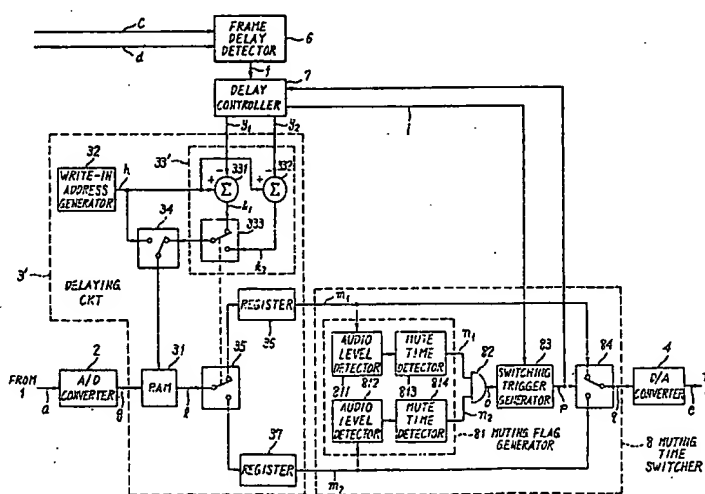 C
d
FRAME
DELAY
DETECTOR
6
f
7
DELAY
CONTROLLER
i
y1
y2
33'
32
WRITE-IN
ADDRESS
GENERATOR
h
+
-
Σ
331
+
-
Σ
332
34
k1
333
k2
3'
DELAYING
CKT
REGISTER
36
m1
AUDIO
LEVEL
DETECTOR
MUTE
TIME
DETECTOR
n1
82
83
84
4
2
31
35
811
812
813
814
SWITCHING
TRIGGER
GENERATOR
P
FROM
1
a
A/D
CONVERTER
g
RAM
l
AUDIO
LEVEL
DETECTOR
MUTE
TIME
DETECTOR
n2
o
q
D/A
CONVERTER
e
81 MUTING FLAG
GENERATOR
8 MUTING
TIME
SWITCHER
37
REGISTER
m2